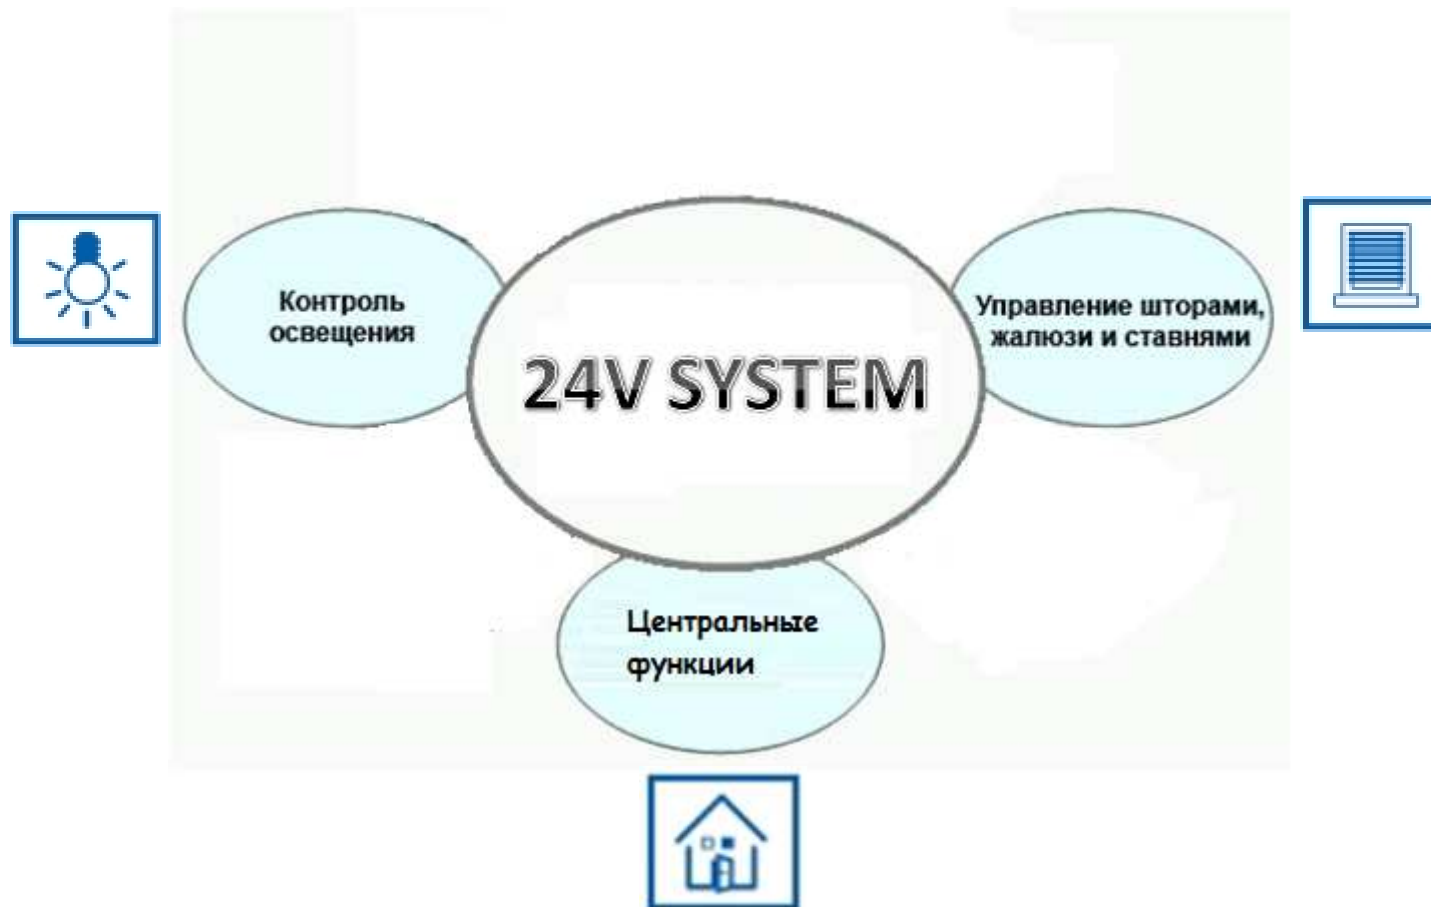 Контроль
освещения
24V SYSTEM
Управление шторами,
жалюзи и ставнями
Центральные
функции